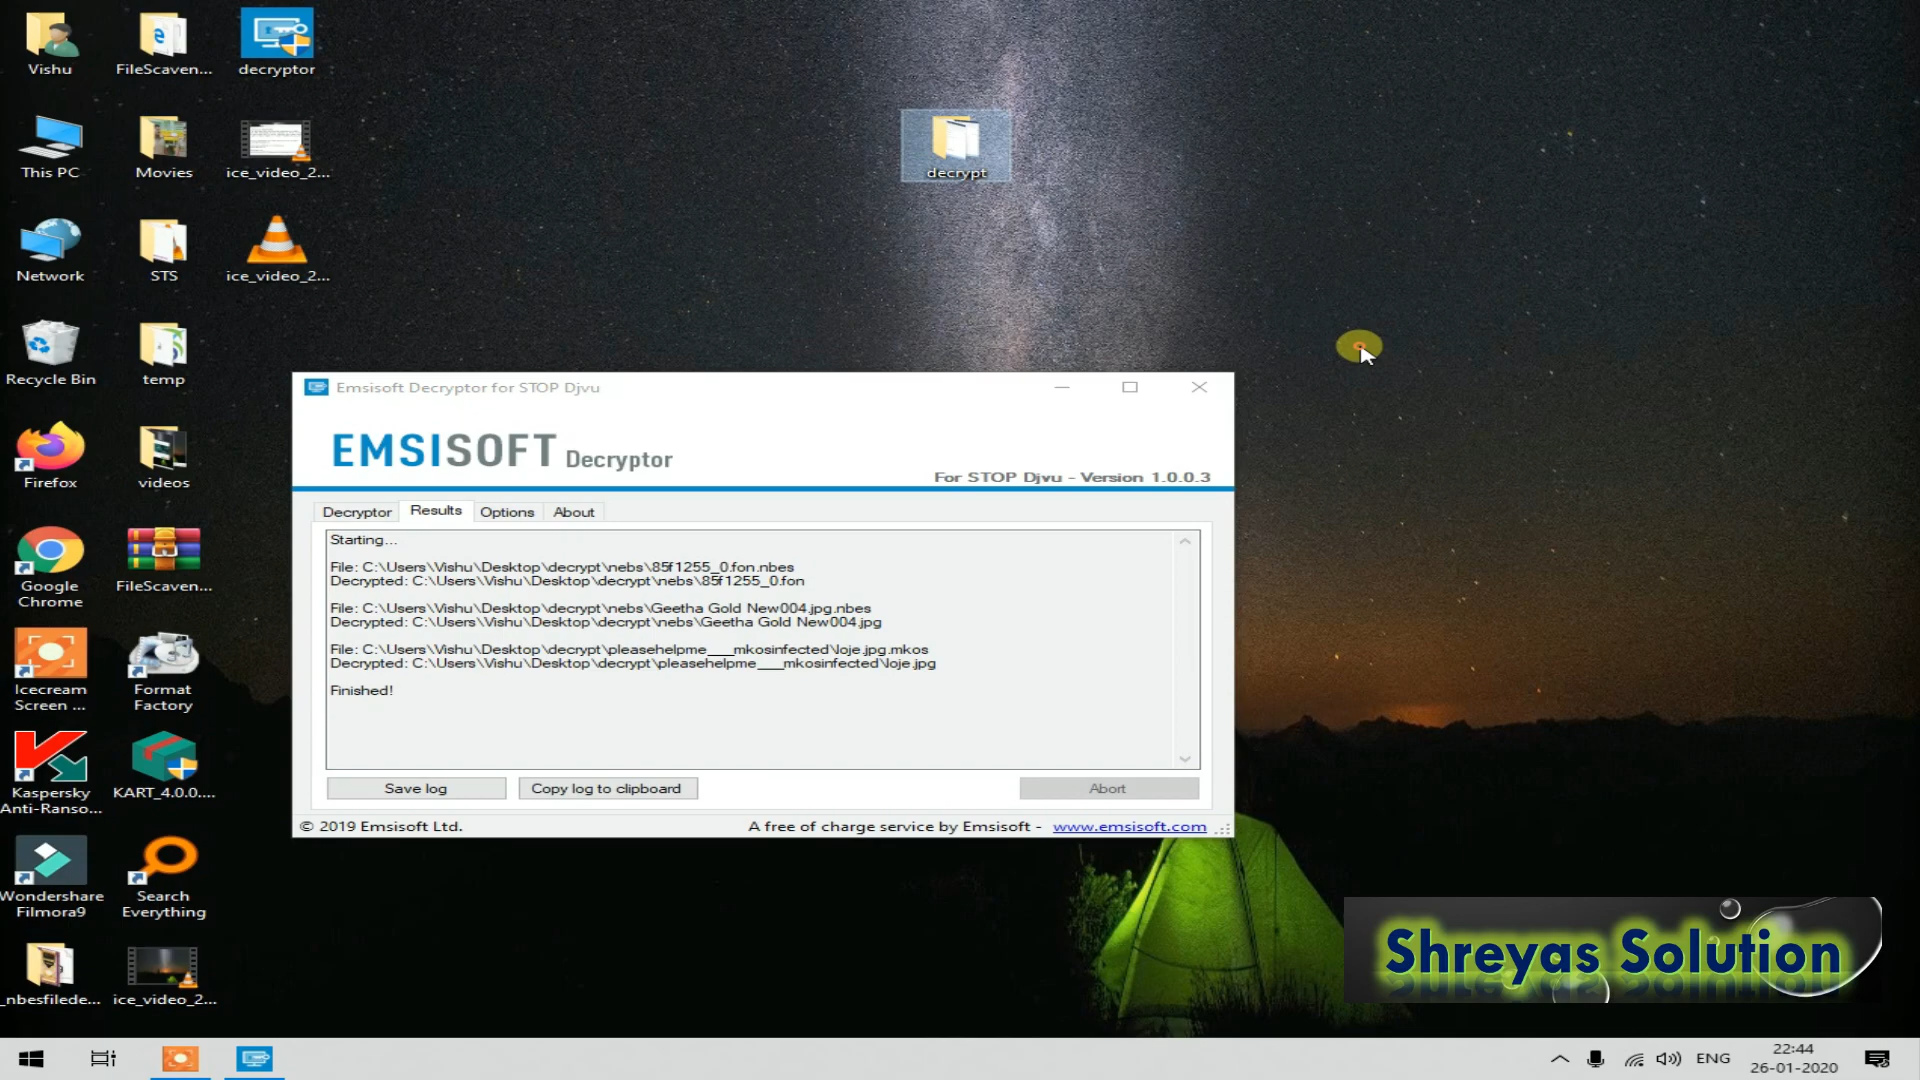 Vishu
FileScaven...
decryptor
This PC
Movies
ice_video_2...
decrypt
Network
STS
ice_video_2...
Recycle Bin
temp
Firefox
videos
Google
Chrome
FileScaven...
Icecream
Screen ...
Format
Factory
Kaspersky
Anti-Ranso...
KART_4.0.0....
Wondershare
Filmora9
Search
Everything
_nbesfilede...
ice_video_2...
Emsisoft Decryptor for STOP Djvu
EMSISOFT Decryptor
For STOP Djvu - Version 1.0.0.3
Decryptor Results Options About
Starting...
File: C:\Users\Vishu\Desktop\decrypt\nebs\85f1255_0.fon.nbes
Decrypted: C:\Users\Vishu\Desktop\decrypt\nebs\85f1255_0.fon
File: C:\Users\Vishu\Desktop\decrypt\nebs\Geetha Gold New004.jpg.nbes
Decrypted: C:\Users\Vishu\Desktop\decrypt\nebs\Geetha Gold New004.jpg
File: C:\Users\Vishu\Desktop\decrypt\pleasehelpme___mkosinfected\loje.jpg.mkos
Decrypted: C:\Users\Vishu\Desktop\decrypt\pleasehelpme___mkosinfected\loje.jpg
Finished!
Save log
Copy log to clipboard
Abort
© 2019 Emsisoft Ltd.
A free of charge service by Emsisoft - www.emsisoft.com
Shreyas Solution
ENG
22:44
26-01-2020